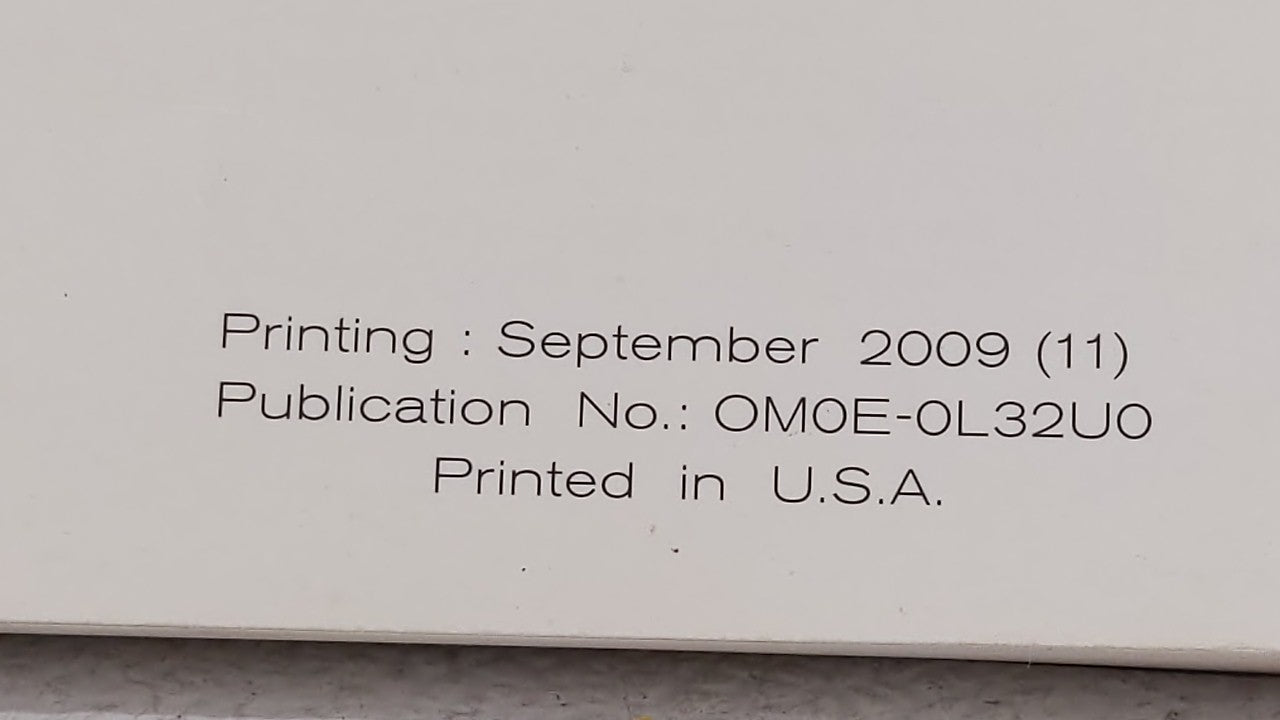 Printing : September 2009 (11)
Publication No.: OM0E-0L32U0
Printed in U.S.A.